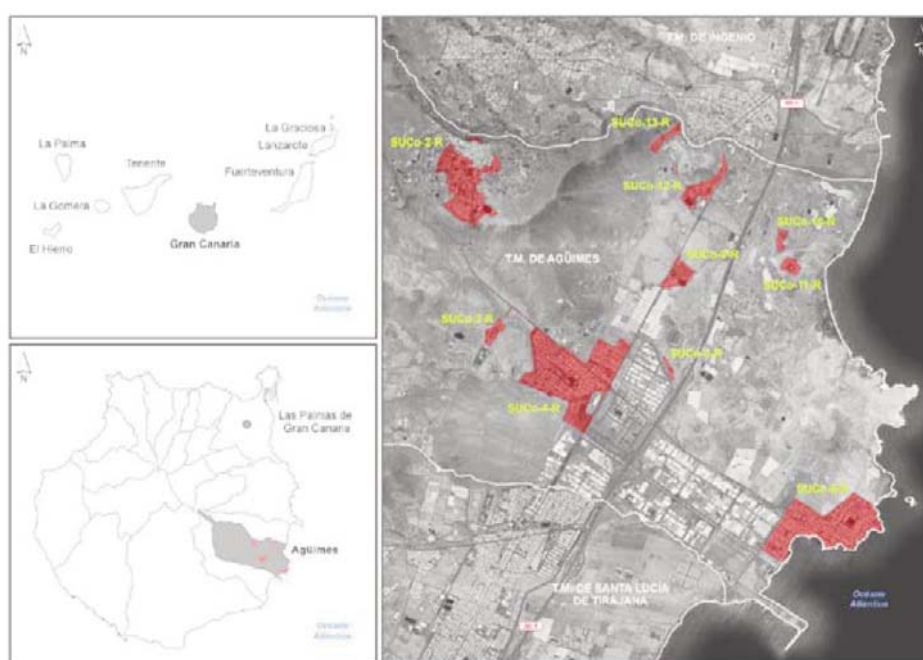 N
La Graciosa
Lanzarote
La Palma
Tenerife
Fuerteventura
La Gomera
El Hierro
Gran Canaria
Océano
Atlántico
N
Las Palmas de
Gran Canaria
Agüimes
Océano
Atlántico
N
T.M. DE INGENIO
SUCo-13-R
SUCo-2-R
SUCo-12-R
T.M. DE AGÜIMES
SUCo-11-R
SUCo-3-R
SUCo-4-R
T.M. DE SANTA LUCÍA
DE TIRAJANA
Océano
Atlántico